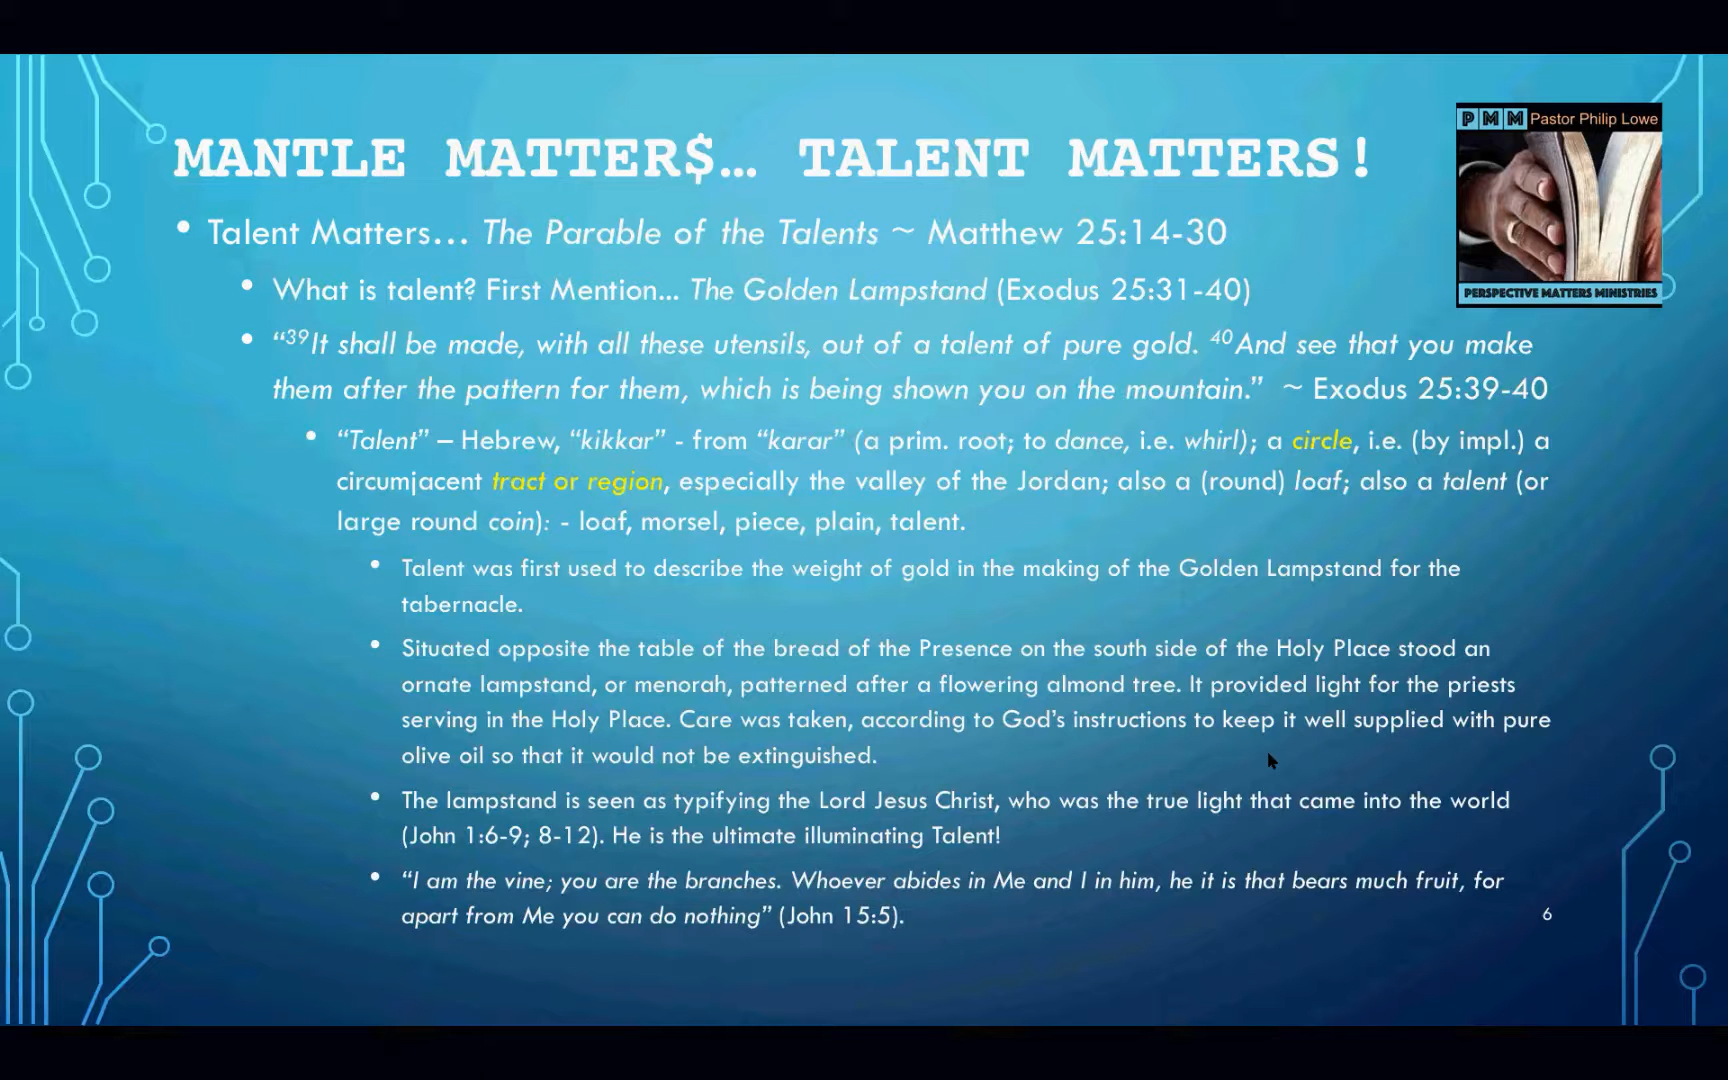 PMM Pastor Philip Lowe
MANTLE MATTER$… TALENT MATTERS!
• Talent Matters… The Parable of the Talents ~ Matthew 25:14-30
• What is talent? First Mention… The Golden Lampstand (Exodus 25:31-40)
PERSPECTIVE MATTERS MINISTRIES
• “³⁹It shall be made, with all these utensils, out of a talent of pure gold. ⁴⁰And see that you make
them after the pattern for them, which is being shown you on the mountain.” ~ Exodus 25:39-40
• “Talent” – Hebrew, “kikkar” - from “karar” (a prim. root; to dance, i.e. whirl); a circle, i.e. (by impl.) a
circumjacent tract or region, especially the valley of the Jordan; also a (round) loaf; also a talent (or
large round coin): - loaf, morsel, piece, plain, talent.
• Talent was first used to describe the weight of gold in the making of the Golden Lampstand for the
tabernacle.
• Situated opposite the table of the bread of the Presence on the south side of the Holy Place stood an
ornate lampstand, or menorah, patterned after a flowering almond tree. It provided light for the priests
serving in the Holy Place. Care was taken, according to God’s instructions to keep it well supplied with pure
olive oil so that it would not be extinguished.
• The lampstand is seen as typifying the Lord Jesus Christ, who was the true light that came into the world
(John 1:6-9; 8-12). He is the ultimate illuminating Talent!
• “I am the vine; you are the branches. Whoever abides in Me and I in him, he it is that bears much fruit, for
apart from Me you can do nothing” (John 15:5).
6